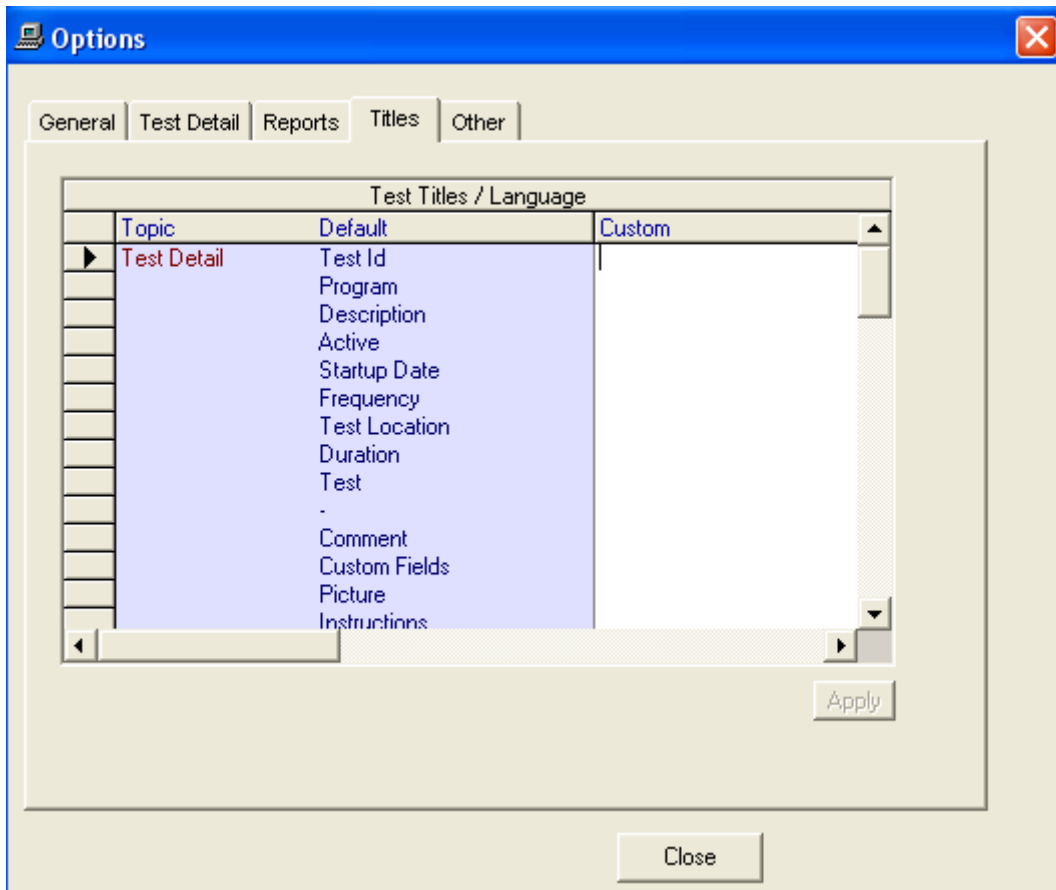 Options
General Test Detail Reports Titles Other
Test Titles / Language
Topic Default Custom
Test Detail Test Id
Program
Description
Active
Startup Date
Frequency
Test Location
Duration
Test
-
Comment
Custom Fields
Picture
Instructions
Apply
Close